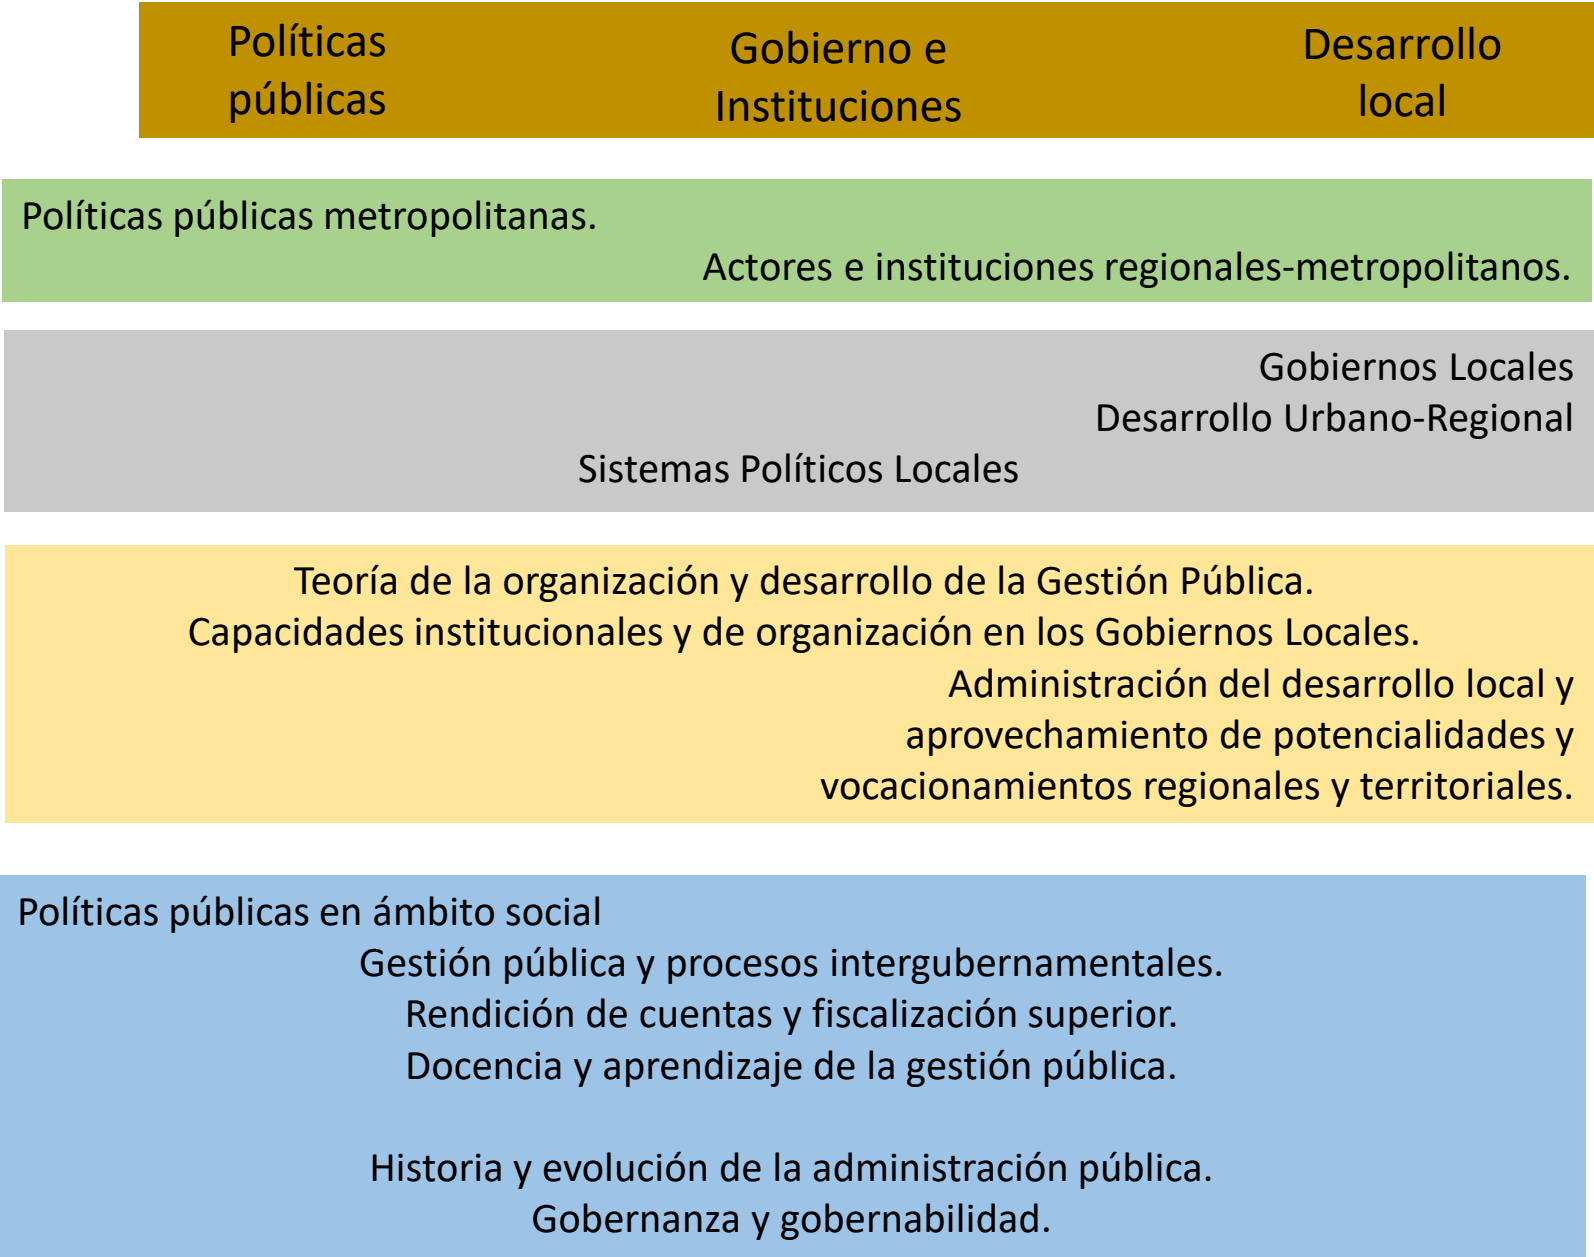 Políticas
públicas
Gobierno e
Instituciones
Desarrollo
local
Políticas públicas metropolitanas.
Actores e instituciones regionales-metropolitanos.
Gobiernos Locales
Desarrollo Urbano-Regional
Sistemas Políticos Locales
Teoría de la organización y desarrollo de la Gestión Pública.
Capacidades institucionales y de organización en los Gobiernos Locales.
Administración del desarrollo local y
aprovechamiento de potencialidades y
vocacionamientos regionales y territoriales.
Políticas públicas en ámbito social
Gestión pública y procesos intergubernamentales.
Rendición de cuentas y fiscalización superior.
Docencia y aprendizaje de la gestión pública.
Historia y evolución de la administración pública.
Gobernanza y gobernabilidad.